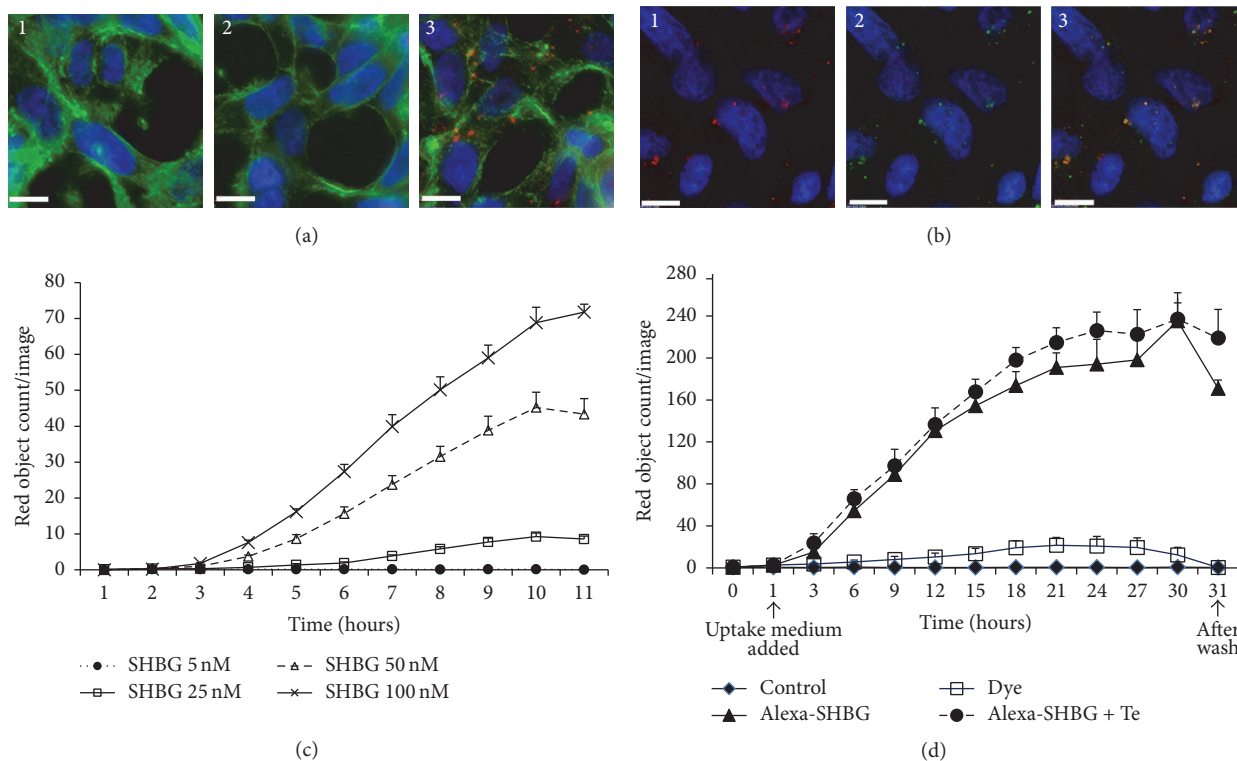 1
2
3
(a)
1
2
3
(b)
Red object count/image
80
70
60
50
40
30
20
10
0
1 2 3 4 5 6 7 8 9 10 11
Time (hours)
SHBG 5 nM
SHBG 50 nM
SHBG 25 nM
SHBG 100 nM
(c)
Red object count/image
280
240
200
160
120
80
40
0
0 1 3 6 9 12 15 18 21 24 27 30 31
Uptake medium
added
Time (hours)
After
wash
Control
Dye
Alexa-SHBG
Alexa-SHBG + Te
(d)